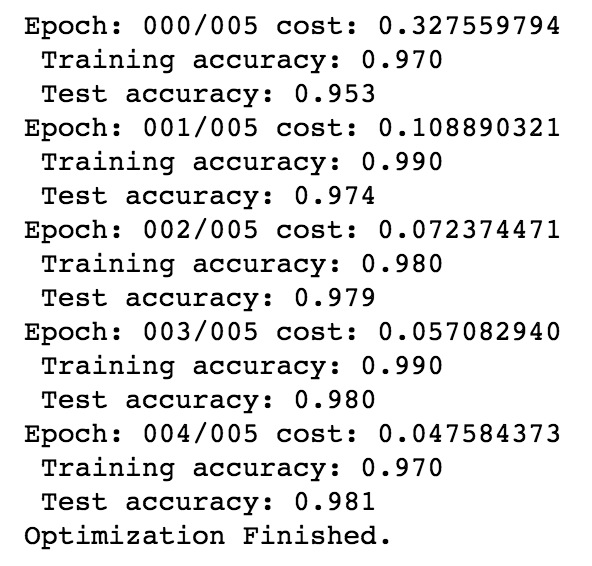 Epoch: 000/005 cost: 0.327559794
Training accuracy: 0.970
Test accuracy: 0.953
Epoch: 001/005 cost: 0.108890321
Training accuracy: 0.990
Test accuracy: 0.974
Epoch: 002/005 cost: 0.072374471
Training accuracy: 0.980
Test accuracy: 0.979
Epoch: 003/005 cost: 0.057082940
Training accuracy: 0.990
Test accuracy: 0.980
Epoch: 004/005 cost: 0.047584373
Training accuracy: 0.970
Test accuracy: 0.981
Optimization Finished.